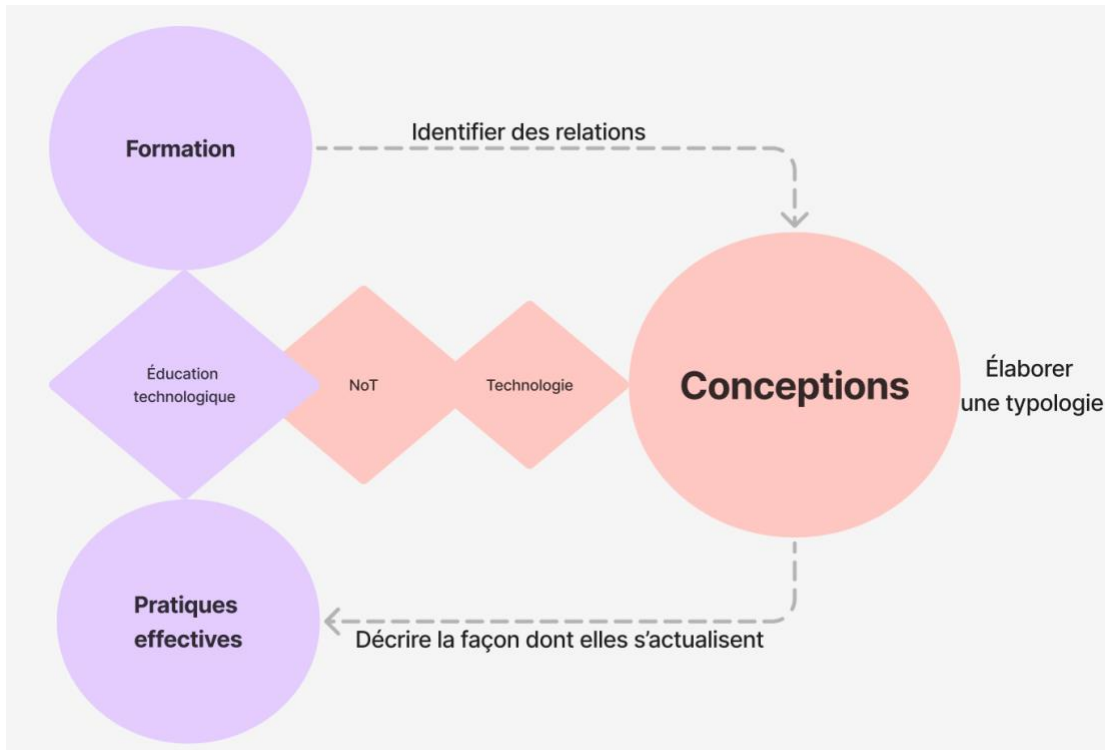 Identifier des relations
Formation
Éducation
technologique
NoT
Technologie
Conceptions
Élaborer
une typologie
Pratiques
effectives
Décrire la façon dont elles s’actualisent